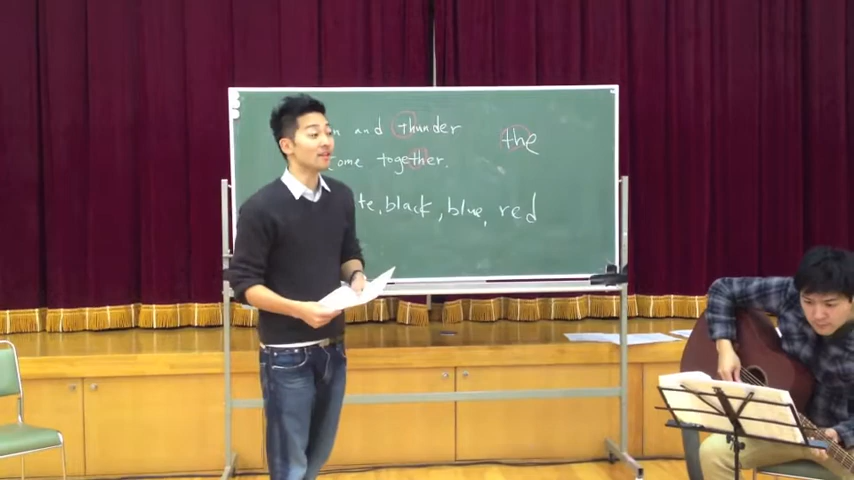 and thunder
the
together.
black, blue, red